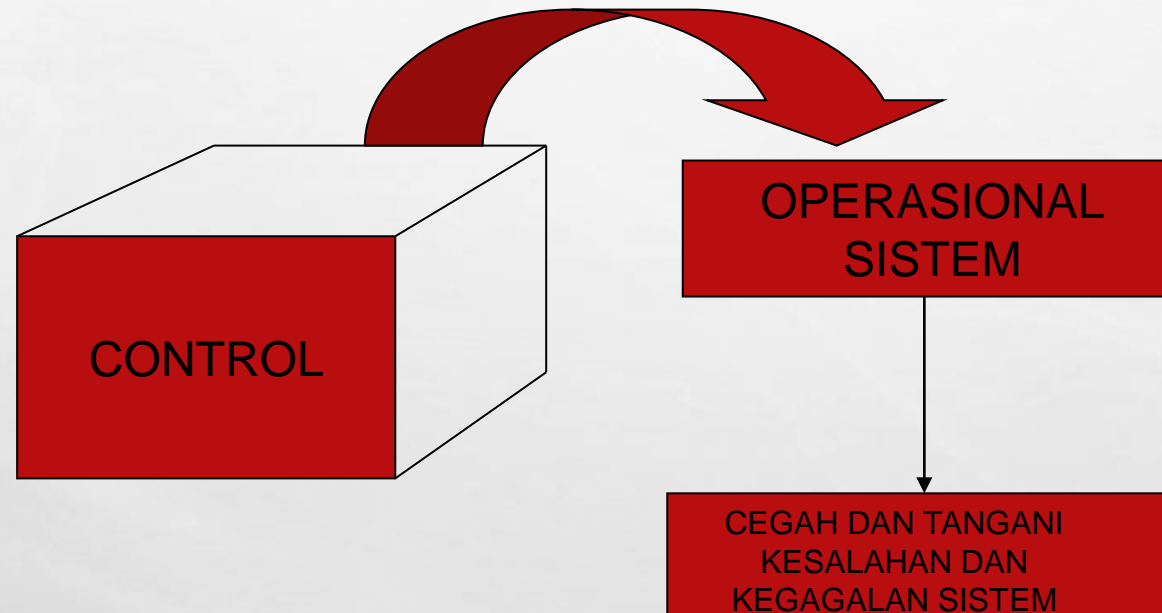 CONTROL
OPERASIONAL
SISTEM
CEGAH DAN TANGANI
KESALAHAN DAN
KEGAGALAN SISTEM